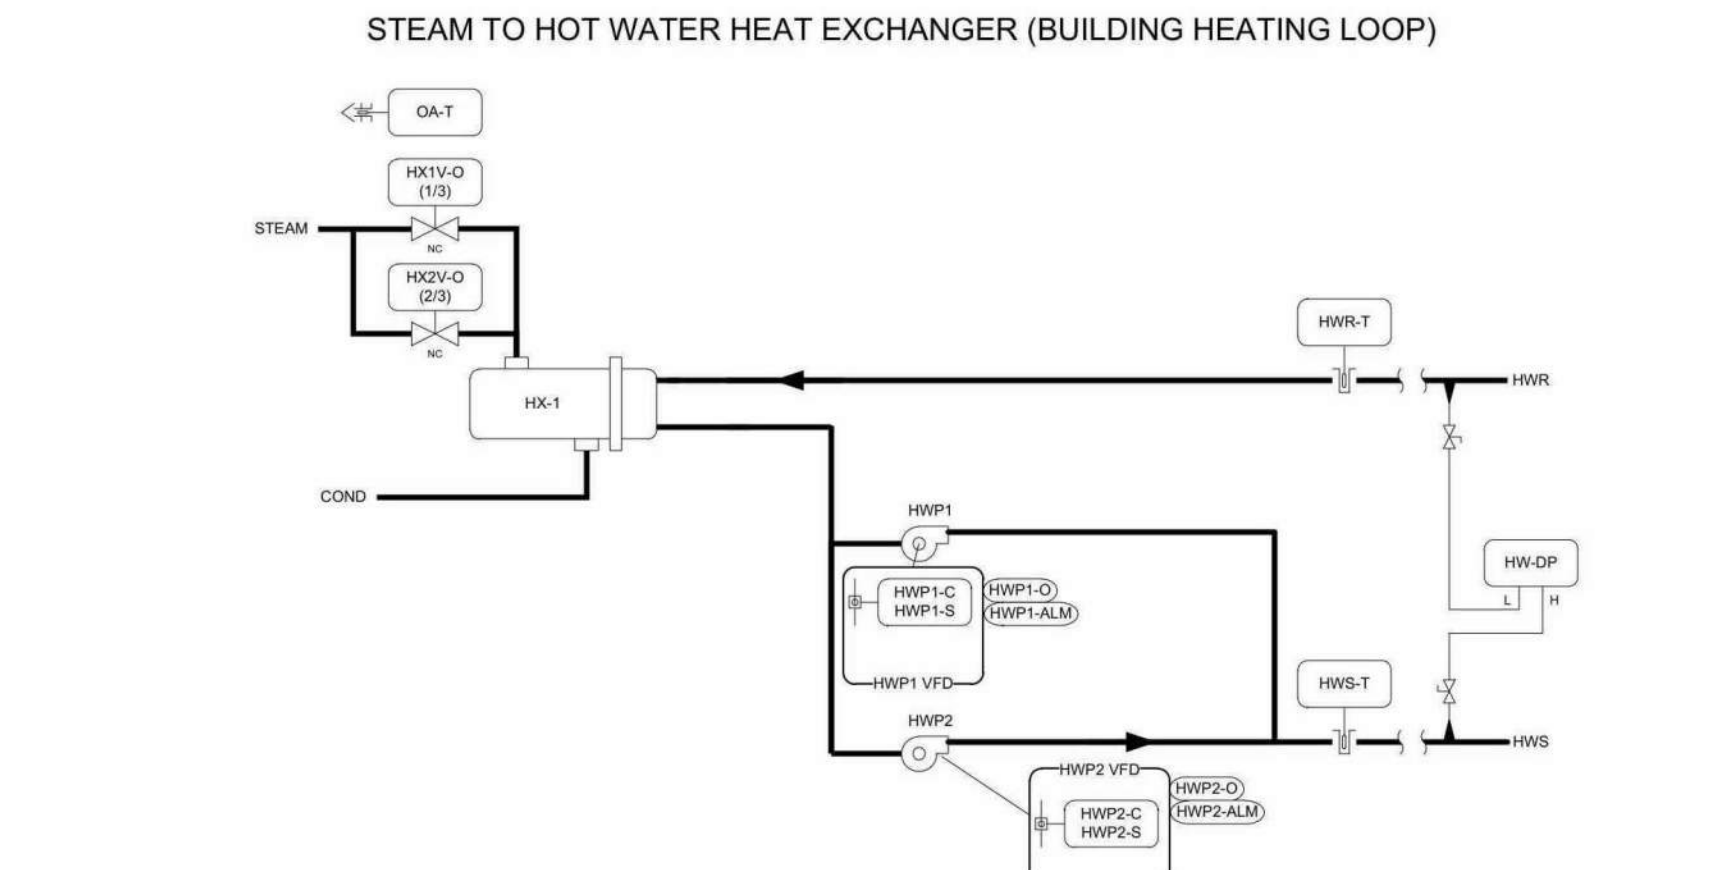 STEAM TO HOT WATER HEAT EXCHANGER (BUILDING HEATING LOOP)
OA-T
HX1V-O
(1/3)
STEAM
NC
HX2V-O
(2/3)
NC
HWR-T
HWR
HX-1
COND
HWP1
HW-DP
L
H
HWP1-C
HWP1-S
HWP1-O
HWP1-ALM
HWP1 VFD
HWS-T
HWP2
HWS
HWP2 VFD
HWP2-O
HWP2-ALM
HWP2-C
HWP2-S